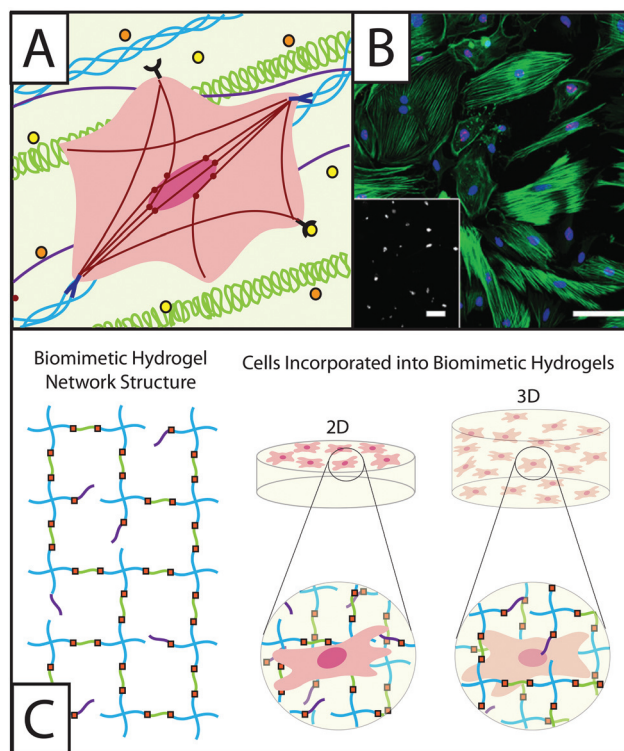 A
B
Biomimetic Hydrogel
Network Structure
Cells Incorporated into Biomimetic Hydrogels
2D
3D
C